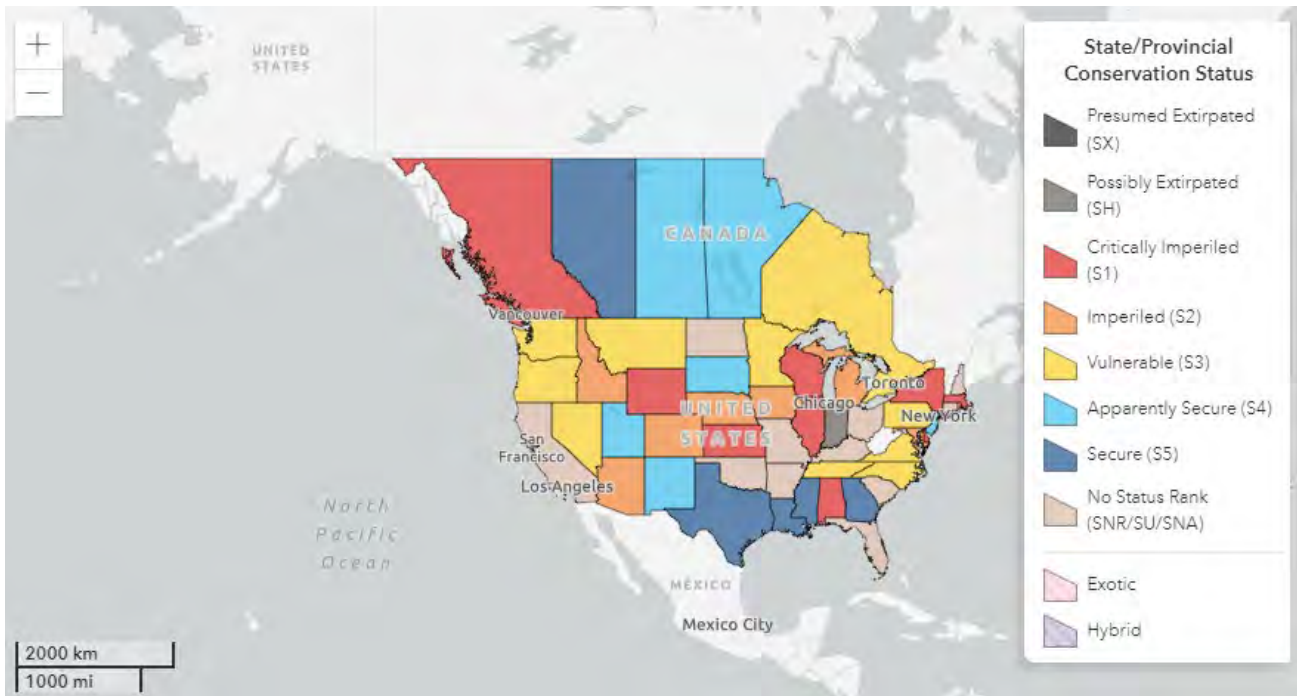 +
−
UNITED
STATES
CANADA
Vancouver
Toronto
Chicago
New York
UNITED
STATES
San
Francisco
Los Angeles
North
Pacific
Ocean
MÉXICO
Mexico City
2000 km
1000 mi
State/Provincial
Conservation Status
Presumed Extirpated
(SX)
Possibly Extirpated
(SH)
Critically Imperiled
(S1)
Imperiled (S2)
Vulnerable (S3)
Apparently Secure (S4)
Secure (S5)
No Status Rank
(SNR/SU/SNA)
Exotic
Hybrid